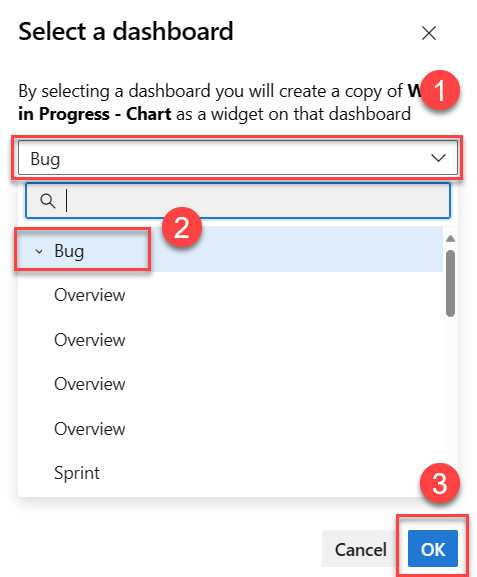 Select a dashboard
By selecting a dashboard you will create a copy of
1
in Progress - Chart as a widget on that dashboard
Bug
2
Bug
Overview
Overview
Overview
Overview
Sprint
3
Cancel
OK